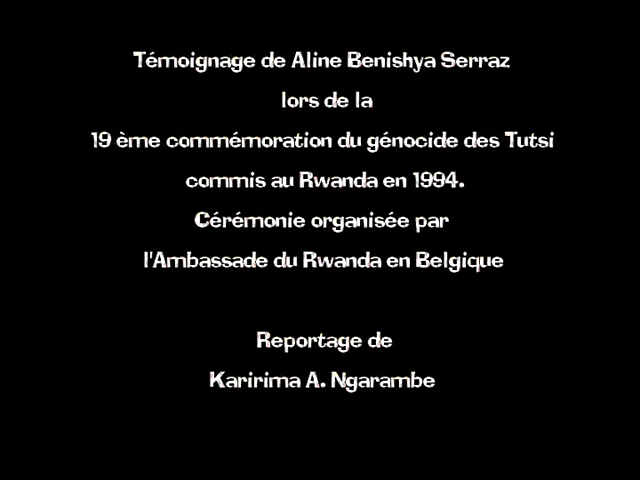 Témoignage de Aline Benishya Serraz
lors de la
19 ème commémoration du génocide des Tutsi
commis au Rwanda en 1994.
Cérémonie organisée par
l'Ambassade du Rwanda en Belgique
Reportage de
Karirima A. Ngarambe